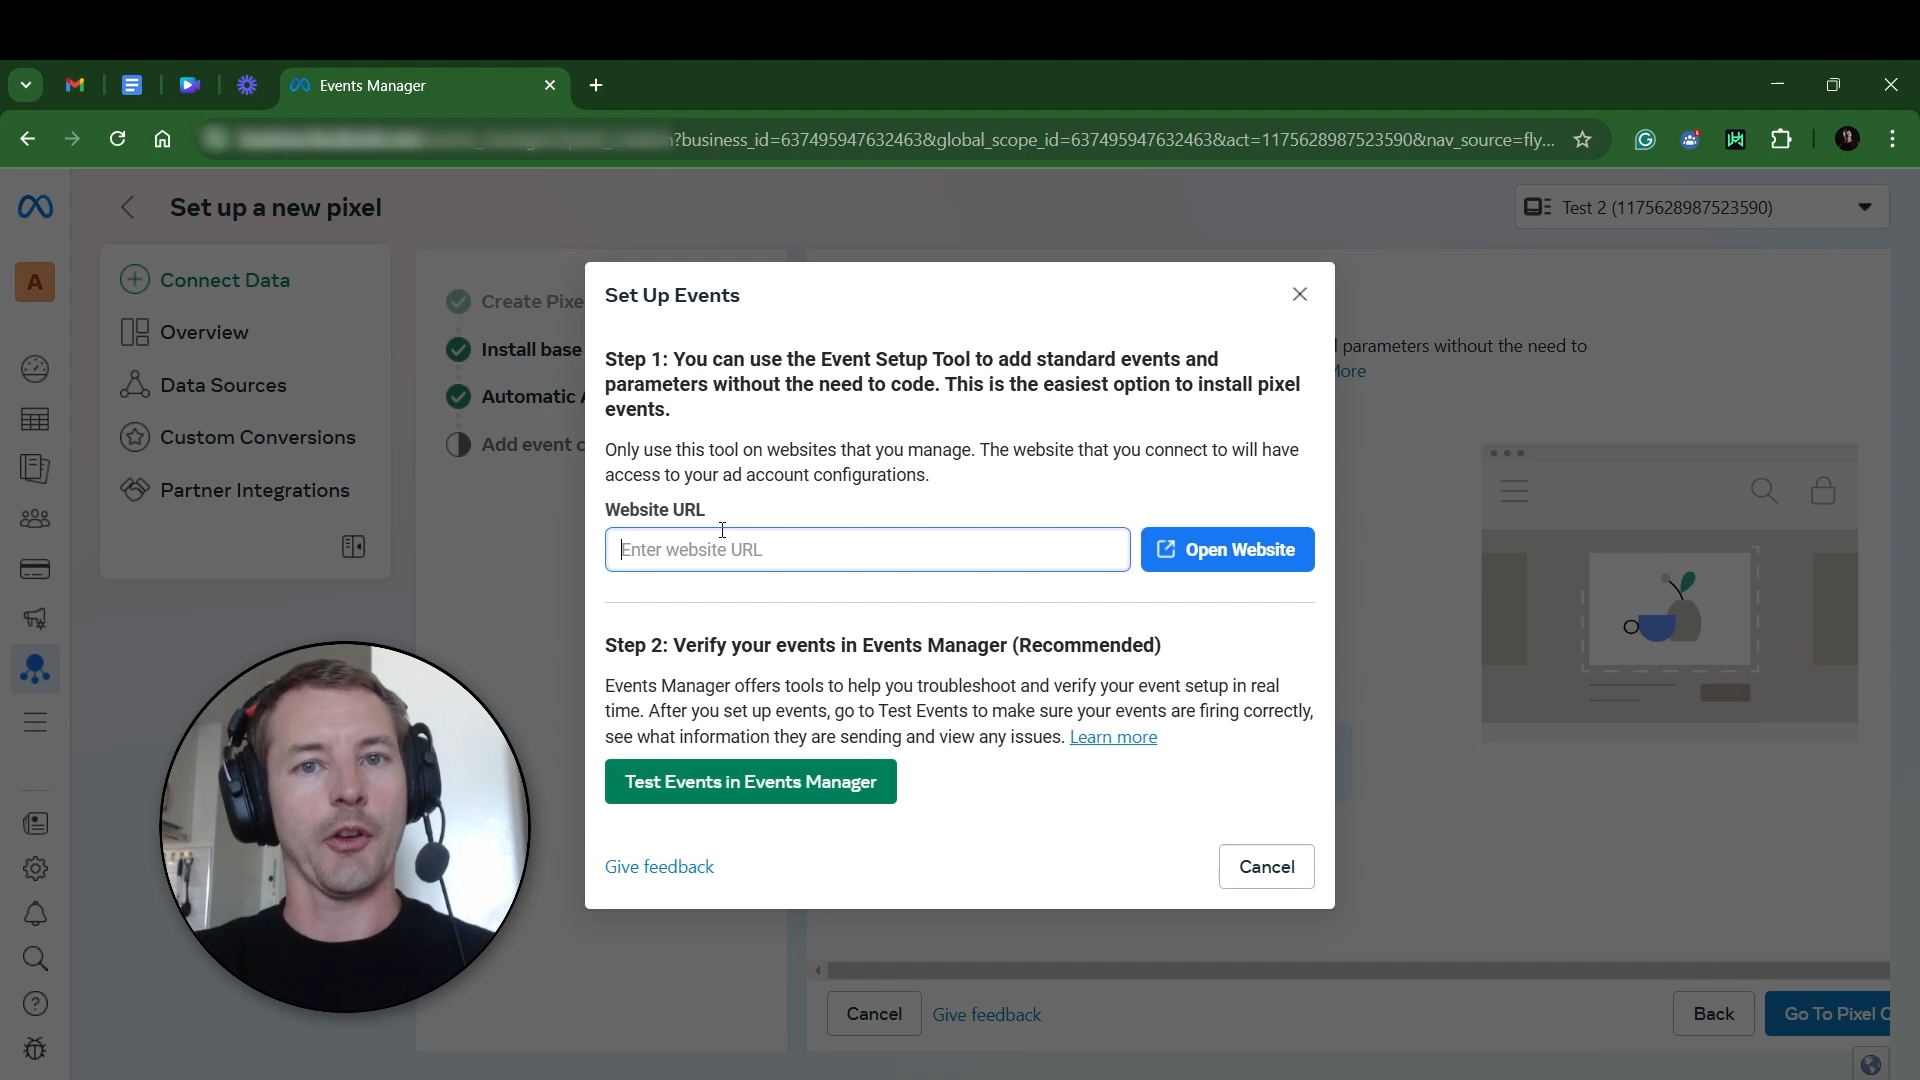 Events Manager
?business_id=637495947632463&global_scope_id=637495947632463&act=1175628987523590&nav_source=fly...
Set up a new pixel
Test 2 (1175628987523590)
A
Connect Data
Overview
Data Sources
Custom Conversions
Partner Integrations
Create Pixe
Install base
Automatic A
Add event c
parameters without the need to
More
Set Up Events
Step 1: You can use the Event Setup Tool to add standard events and
parameters without the need to code. This is the easiest option to install pixel
events.
Only use this tool on websites that you manage. The website that you connect to will have
access to your ad account configurations.
Website URL
Enter website URL
Open Website
Step 2: Verify your events in Events Manager (Recommended)
Events Manager offers tools to help you troubleshoot and verify your event setup in real
time. After you set up events, go to Test Events to make sure your events are firing correctly,
see what information they are sending and view any issues. Learn more
Test Events in Events Manager
Give feedback
Cancel
Cancel
Give feedback
Back
Go To Pixel